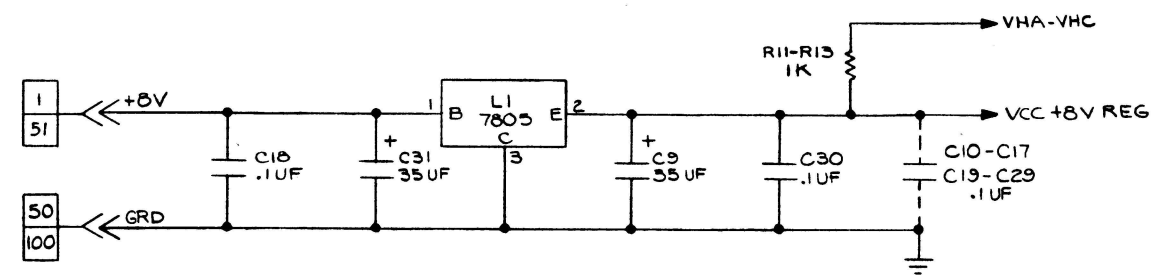 VHA-VHC
R11-R13
1K
1
51
+8V
1
B
L1
7805
C
E
2
3
VCC +8V REG
C18
.1UF
+
C31
35UF
+
C9
35UF
C30
.1UF
C10-C17
C19-C29
.1UF
50
100
GRD